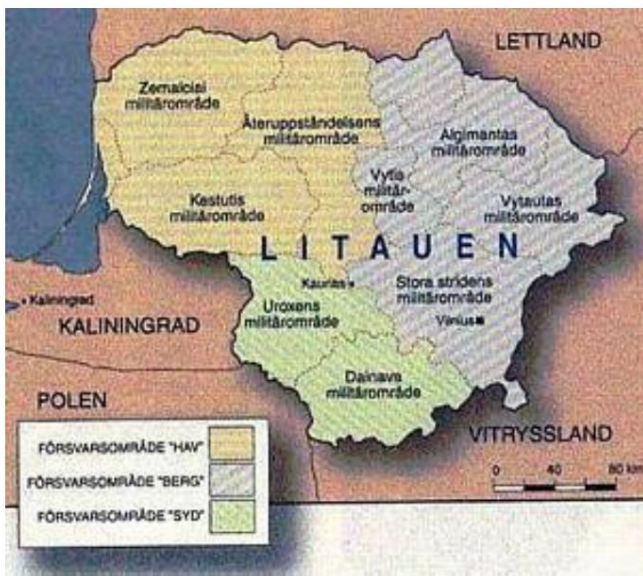 LETTLAND
Zemaiciai
militärområde
Återuppståndelsens
militärområde
Algimantas
militärområde
Vytis
militär-
område
Kestutis
militärområde
Vytautas
militärområde
LITAUEN
Kaunas
Stora stridens
militärområde
Kaliningrad
Uroxens
militärområde
Vilnius
KALININGRAD
Dainava
militärområde
POLEN
VITRYSSLAND
FÖRSVARSOMRÅDE "HAV"
FÖRSVARSOMRÅDE "BERG"
FÖRSVARSOMRÅDE "SYD"
0 40 80 km